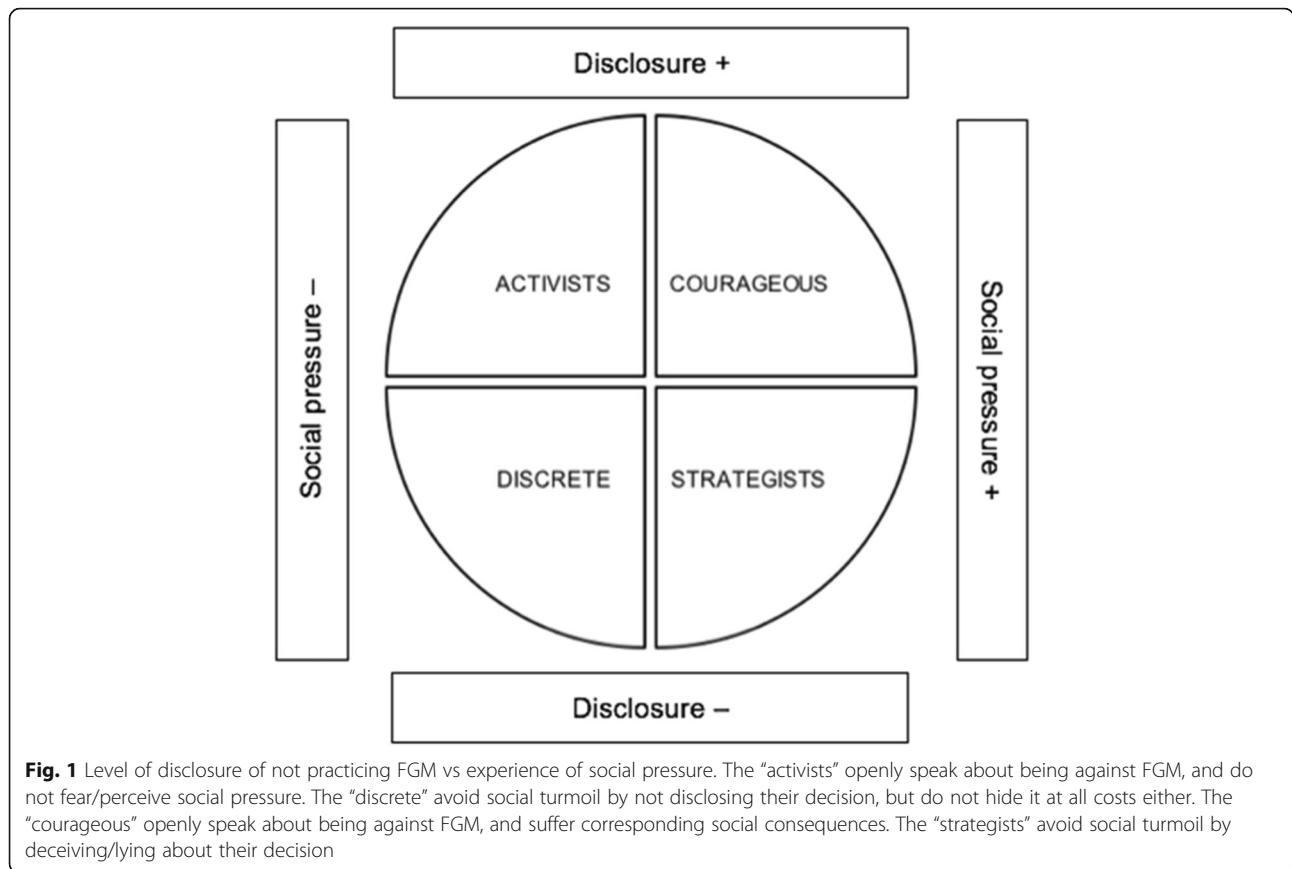 Disclosure +
Social pressure –
ACTIVISTS
COURAGEOUS
Social pressure +
DISCRETE
STRATEGISTS
Disclosure –
Fig. 1 Level of disclosure of not practicing FGM vs experience of social pressure. The “activists” openly speak about being against FGM, and do
not fear/perceive social pressure. The “discrete” avoid social turmoil by not disclosing their decision, but do not hide it at all costs either. The
“courageous” openly speak about being against FGM, and suffer corresponding social consequences. The “strategists” avoid social turmoil by
deceiving/lying about their decision